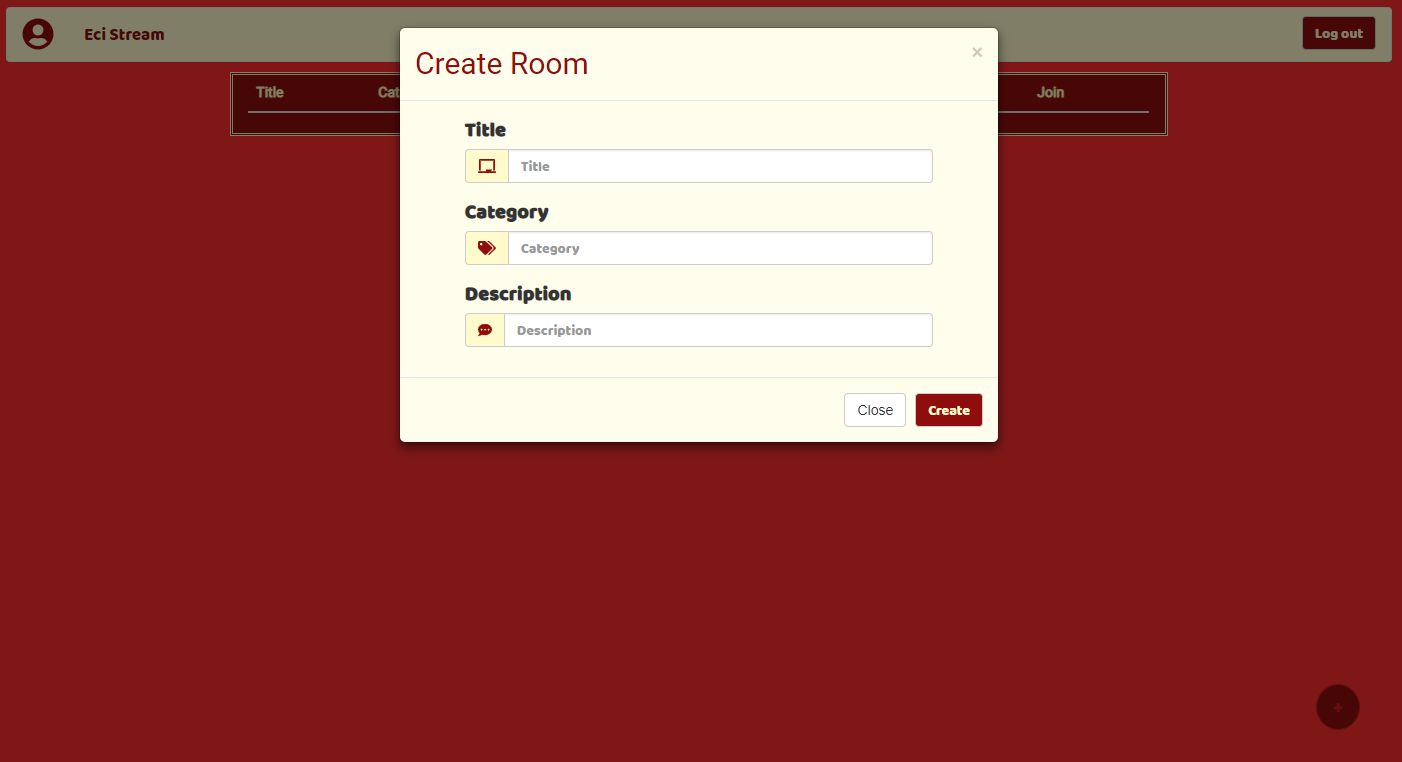 Eci Stream
Log out
Create Room
×
Title
Cat
Join
Title
Title
Category
Category
Description
Description
Close
Create
+